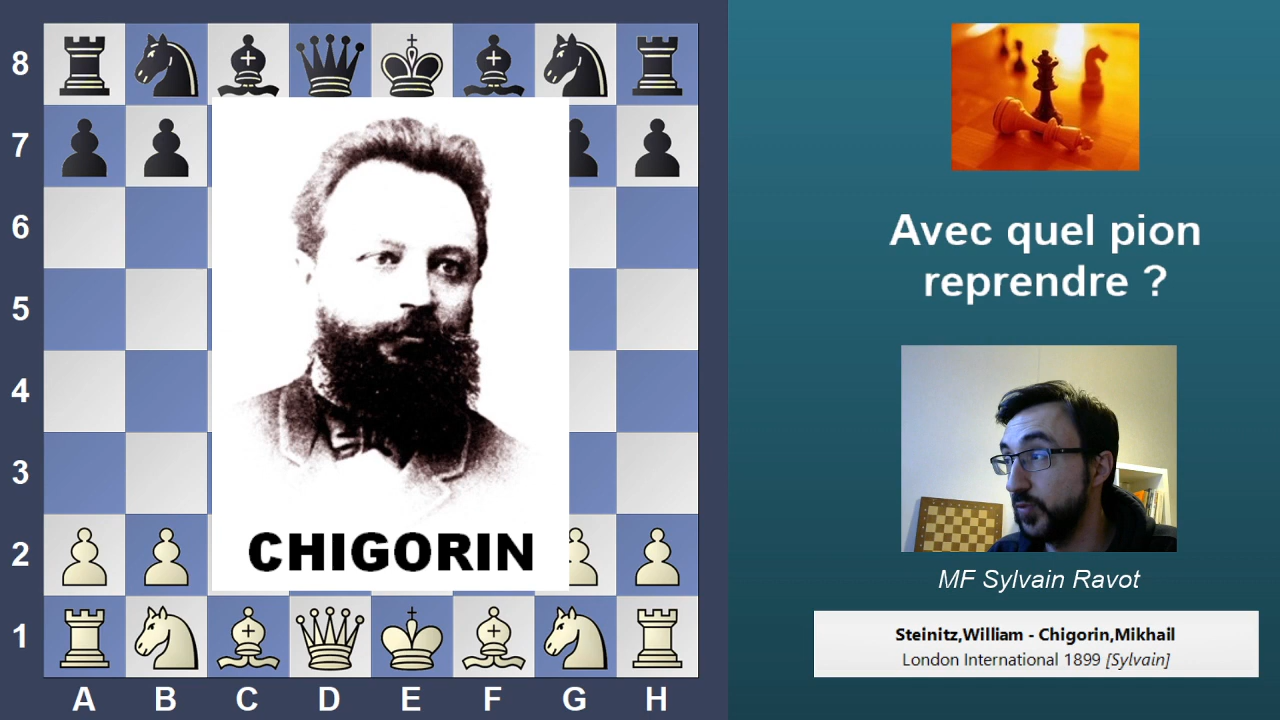 8
7
6
5
4
3
2
1
A B C D E F G H
CHIGORIN
Avec quel pion
reprendre ?
MF Sylvain Ravot
Steinitz,William - Chigorin,Mikhail
London International 1899 [Sylvain]